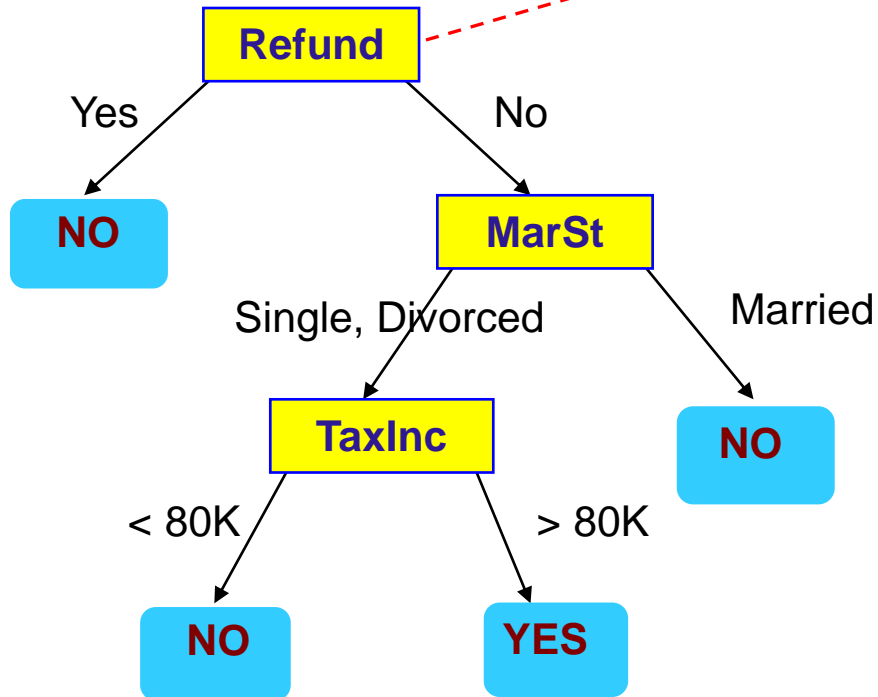 Refund
Yes
No
NO
MarSt
Single, Divorced
Married
TaxInc
NO
< 80K
> 80K
NO
YES